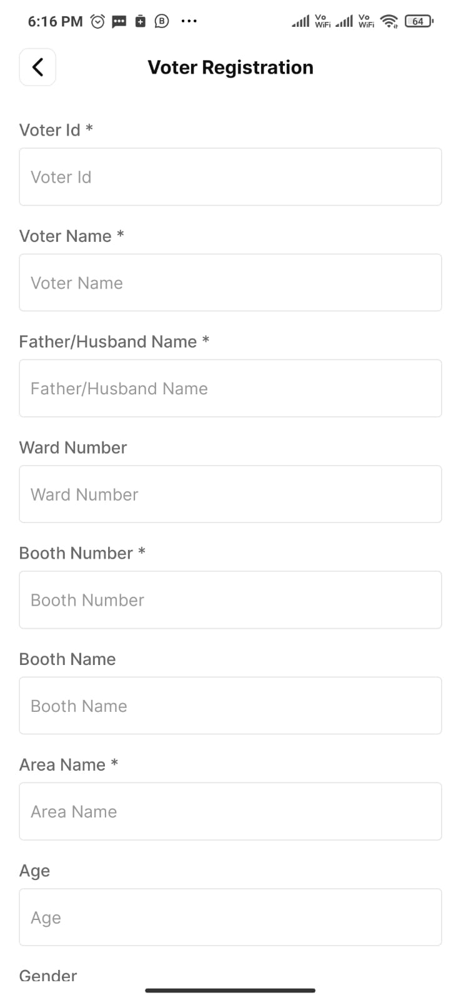 6:16 PM B ... Vo WiFi Vo WiFi 64
Voter Registration
Voter Id *
Voter Id
Voter Name *
Voter Name
Father/Husband Name *
Father/Husband Name
Ward Number
Ward Number
Booth Number *
Booth Number
Booth Name
Booth Name
Area Name *
Area Name
Age
Age
Gender